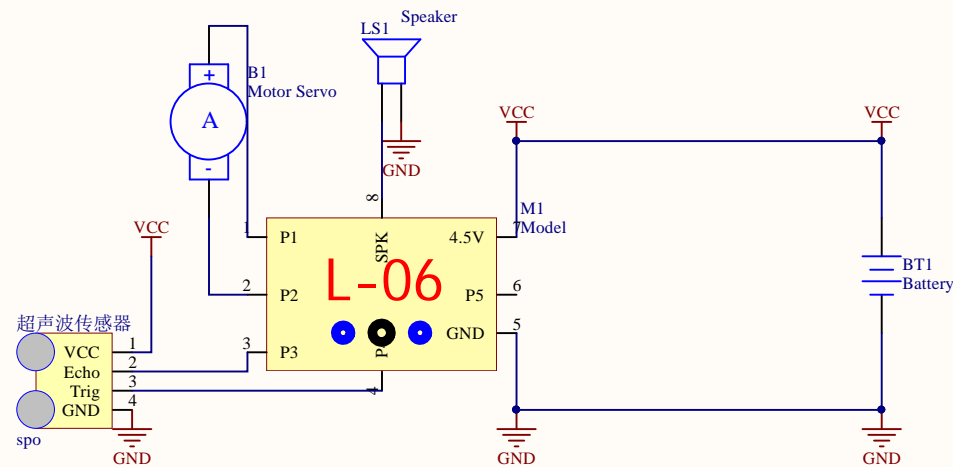 Speaker
LS1
+
B1
Motor Servo
A
-
VCC
VCC
GND
8
M1
Model
1
P1
SPK
4.5V
7
VCC
L-06
2
P2
P5
6
BT1
Battery
超声波传感器
GND
5
1
VCC
3
P3
P
2
Echo
3
Trig
4
4
GND
spo
GND
GND
GND